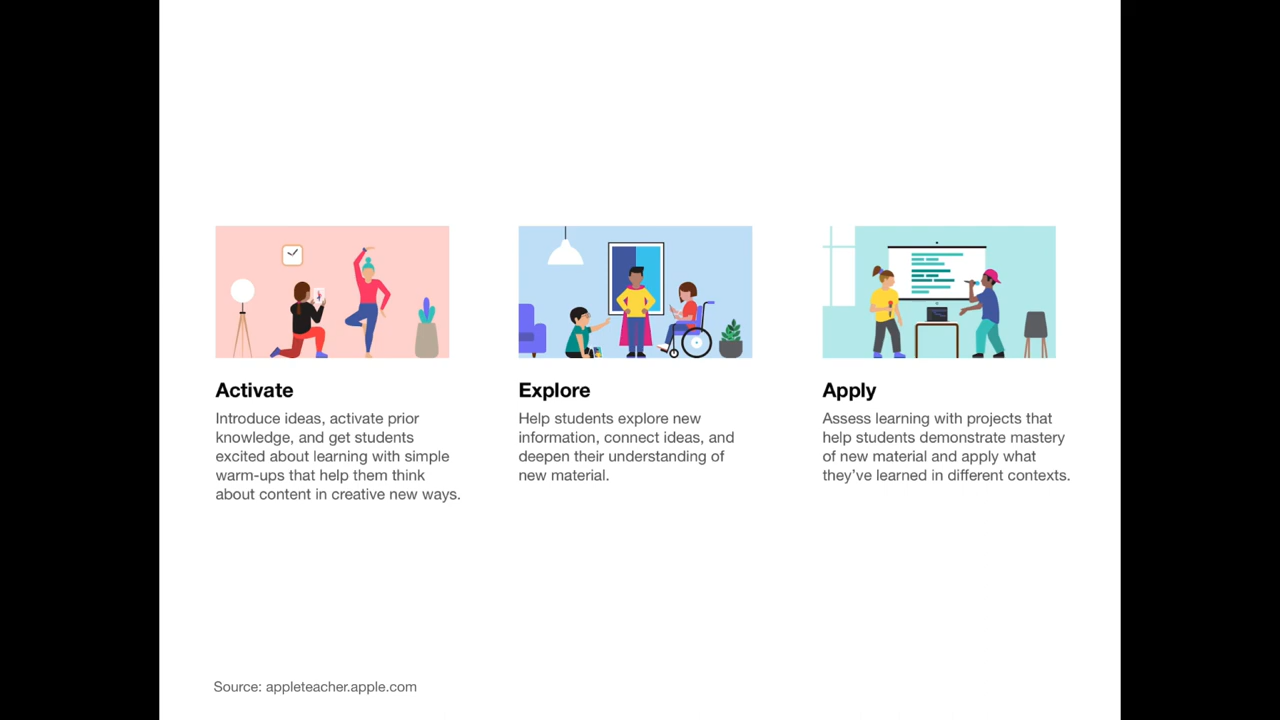 Activate
Introduce ideas, activate prior
knowledge, and get students
excited about learning with simple
warm-ups that help them think
about content in creative new ways.
Explore
Help students explore new
information, connect ideas, and
deepen their understanding of
new material.
Apply
Assess learning with projects that
help students demonstrate mastery
of new material and apply what
they’ve learned in different contexts.
Source: appleteacher.apple.com